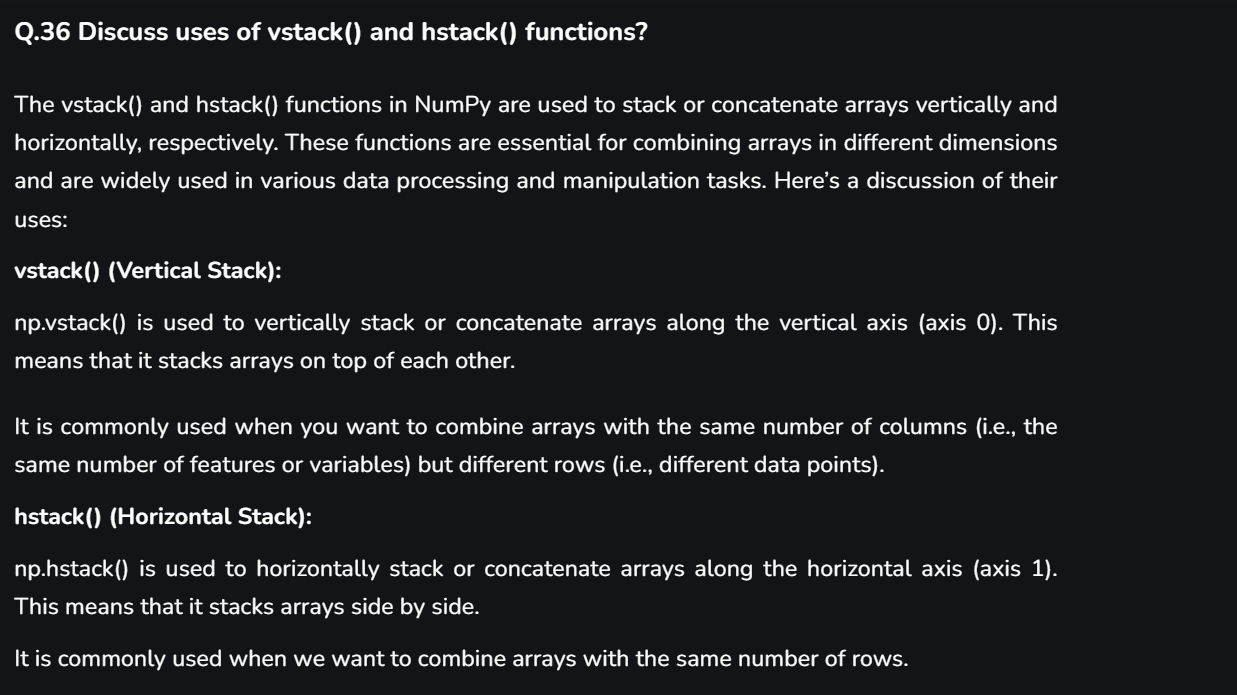 Q.36 Discuss uses of vstack() and hstack() functions?
The vstack() and hstack() functions in NumPy are used to stack or concatenate arrays vertically and
horizontally, respectively. These functions are essential for combining arrays in different dimensions
and are widely used in various data processing and manipulation tasks. Here’s a discussion of their
uses:
vstack() (Vertical Stack):
np.vstack() is used to vertically stack or concatenate arrays along the vertical axis (axis 0). This
means that it stacks arrays on top of each other.
It is commonly used when you want to combine arrays with the same number of columns (i.e., the
same number of features or variables) but different rows (i.e., different data points).
hstack() (Horizontal Stack):
np.hstack() is used to horizontally stack or concatenate arrays along the horizontal axis (axis 1).
This means that it stacks arrays side by side.
It is commonly used when we want to combine arrays with the same number of rows.